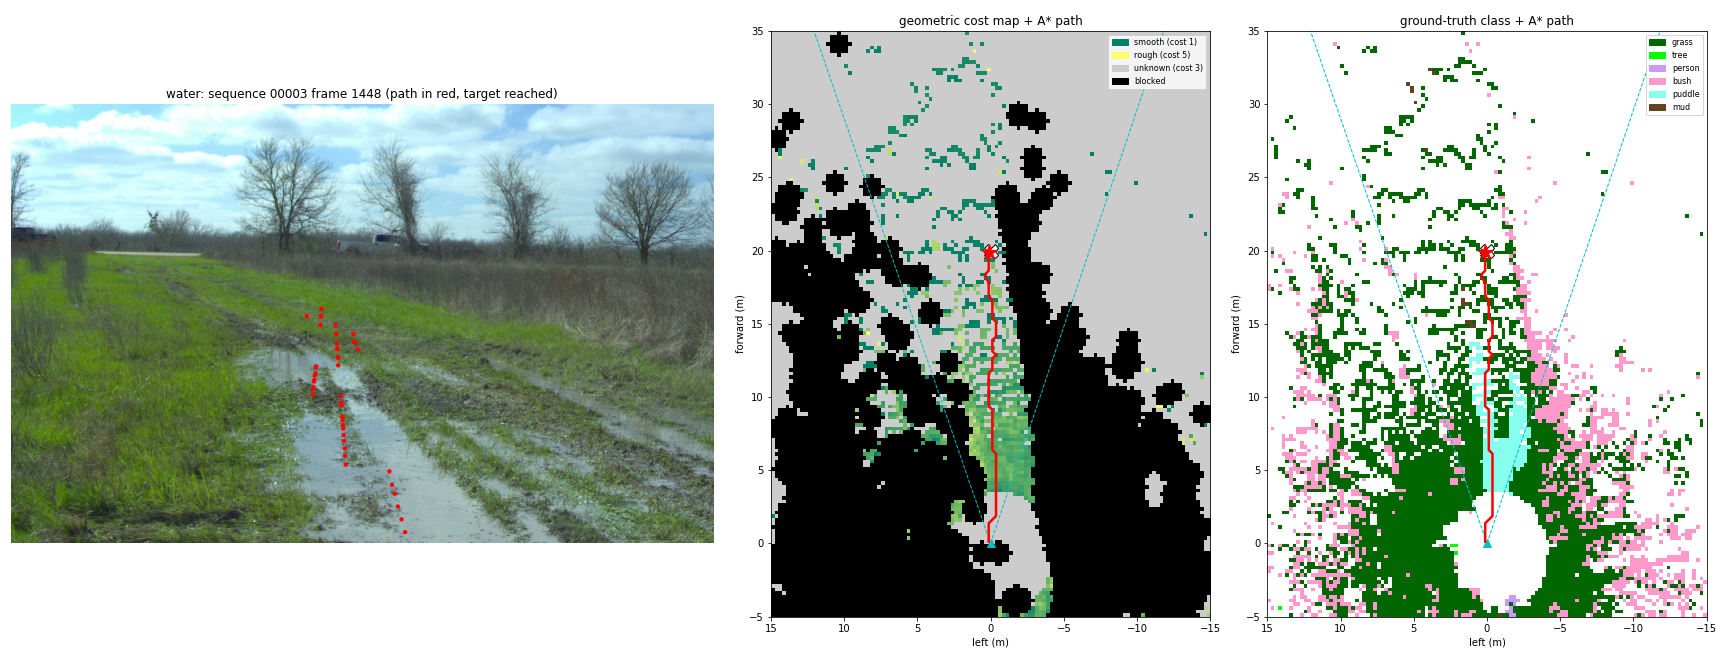 water: sequence 00003 frame 1448 (path in red, target reached)
geometric cost map + A* path
smooth (cost 1)
rough (cost 5)
unknown (cost 3)
blocked
35
30
25
20
15
10
5
0
−5
forward (m)
15
10
5
0
−5
−10
−15
left (m)
ground-truth class + A* path
grass
tree
person
bush
puddle
mud
35
30
25
20
15
10
5
0
−5
forward (m)
15
10
5
0
−5
−10
−15
left (m)